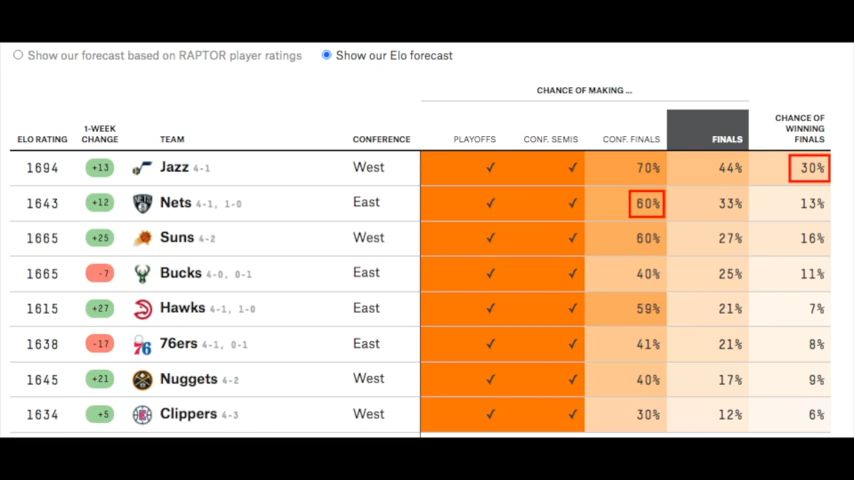 Show our forecast based on RAPTOR player ratings Show our Elo forecast
CHANCE OF MAKING ...
ELO RATING 1-WEEK CHANGE TEAM CONFERENCE PLAYOFFS CONF. SEMIS CONF. FINALS FINALS CHANCE OF WINNING FINALS
1694 +13 Jazz 4-1 West ✓ ✓ 70% 44% 30%
1643 +12 Nets 4-1, 1-0 East ✓ ✓ 60% 33% 13%
1665 +25 Suns 4-2 West ✓ ✓ 60% 27% 16%
1665 -7 Bucks 4-0, 0-1 East ✓ ✓ 40% 25% 11%
1615 +27 Hawks 4-1, 1-0 East ✓ ✓ 59% 21% 7%
1638 -17 76 76ers 4-1, 0-1 East ✓ ✓ 41% 21% 8%
1645 +21 Nuggets 4-2 West ✓ ✓ 40% 17% 9%
1634 +5 Clippers 4-3 West ✓ ✓ 30% 12% 6%